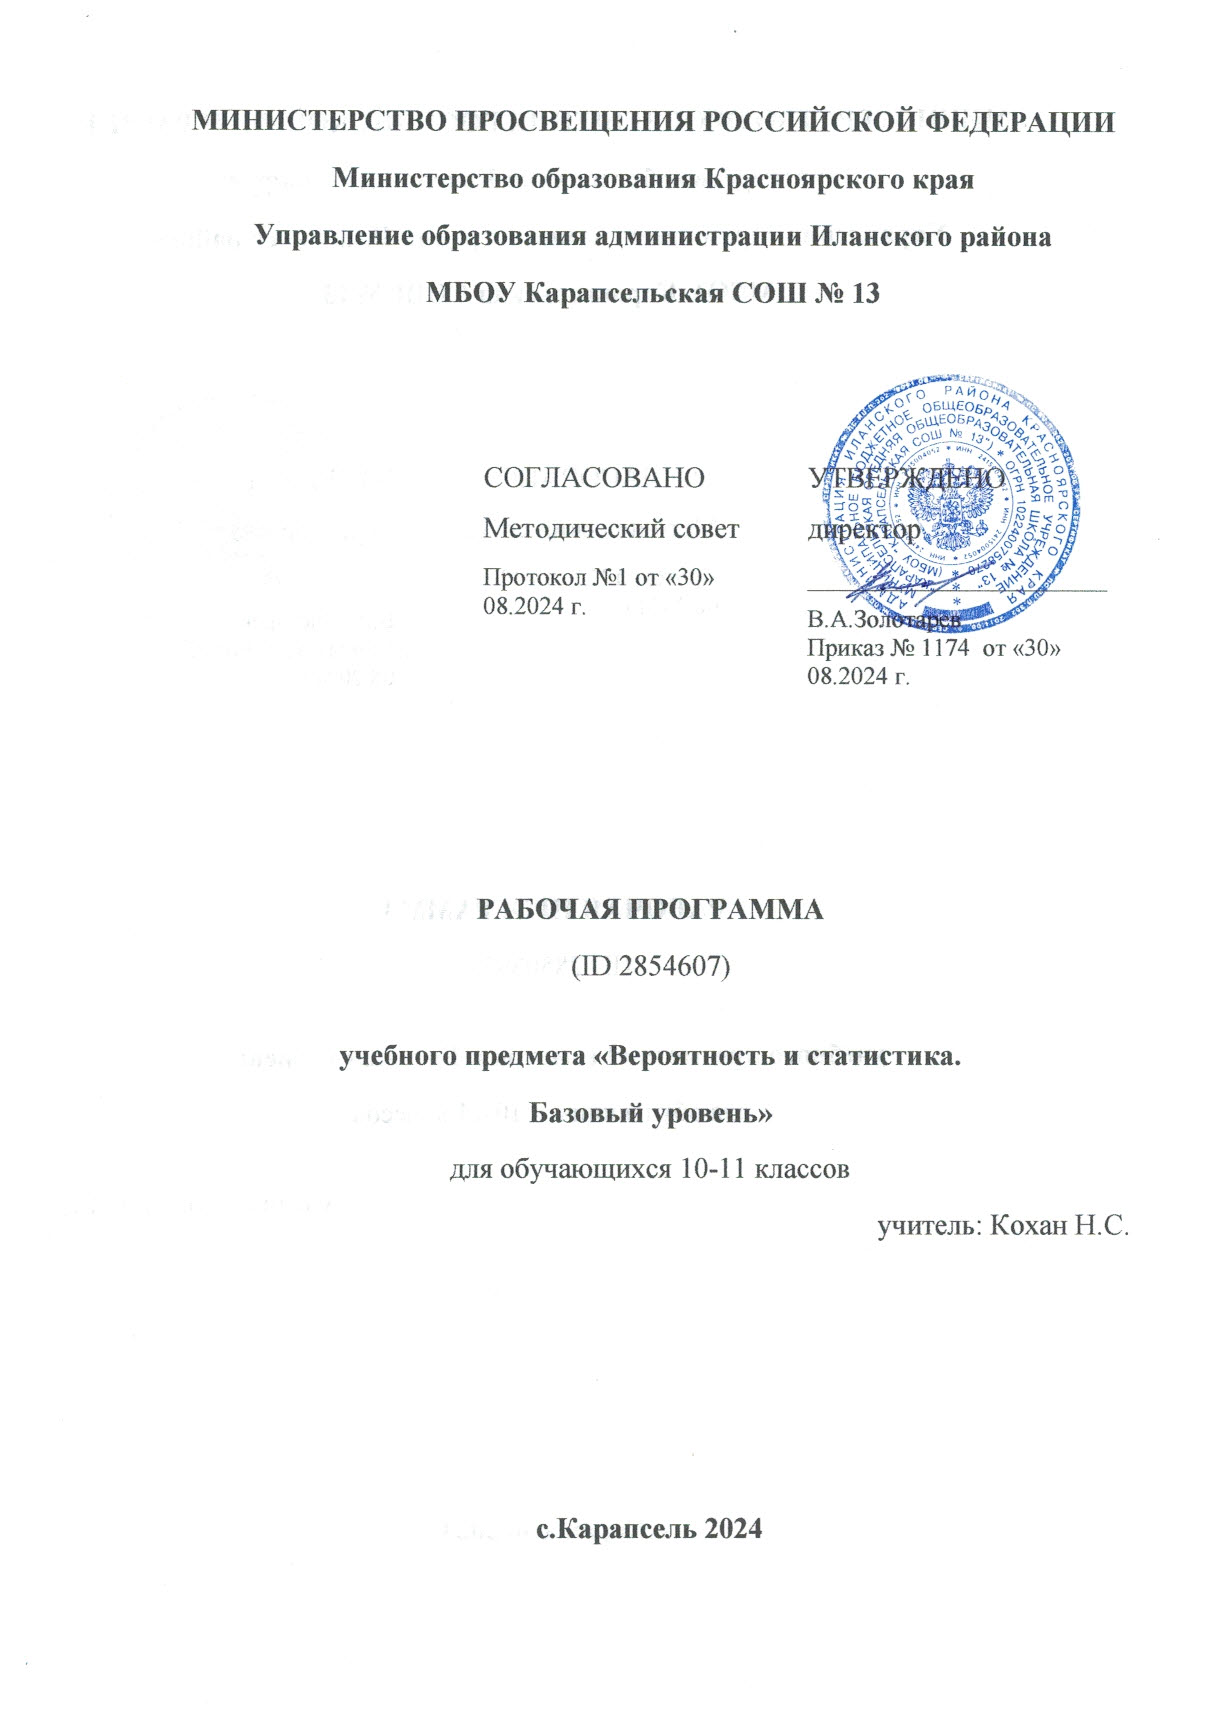 МИНИСТЕРСТВО ПРОСВЕЩЕНИЯ РОССИЙСКОЙ ФЕДЕРАЦИИ
Министерство образования Красноярского края
Управление образования администрации Иланского района
МБОУ Карапсельская СОШ № 13
СОГЛАСОВАНО
Методический совет
Протокол №1 от «30»
08.2024 г.
УТВЕРЖДЕНО
директор
В.А.Золотарев
Приказ № 1174 от «30»
08.2024 г.
РАБОЧАЯ ПРОГРАММА
(ID 2854607)
учебного предмета «Вероятность и статистика.
Базовый уровень»
для обучающихся 10-11 классов
учитель: Кохан Н.С.
с.Карапсель 2024